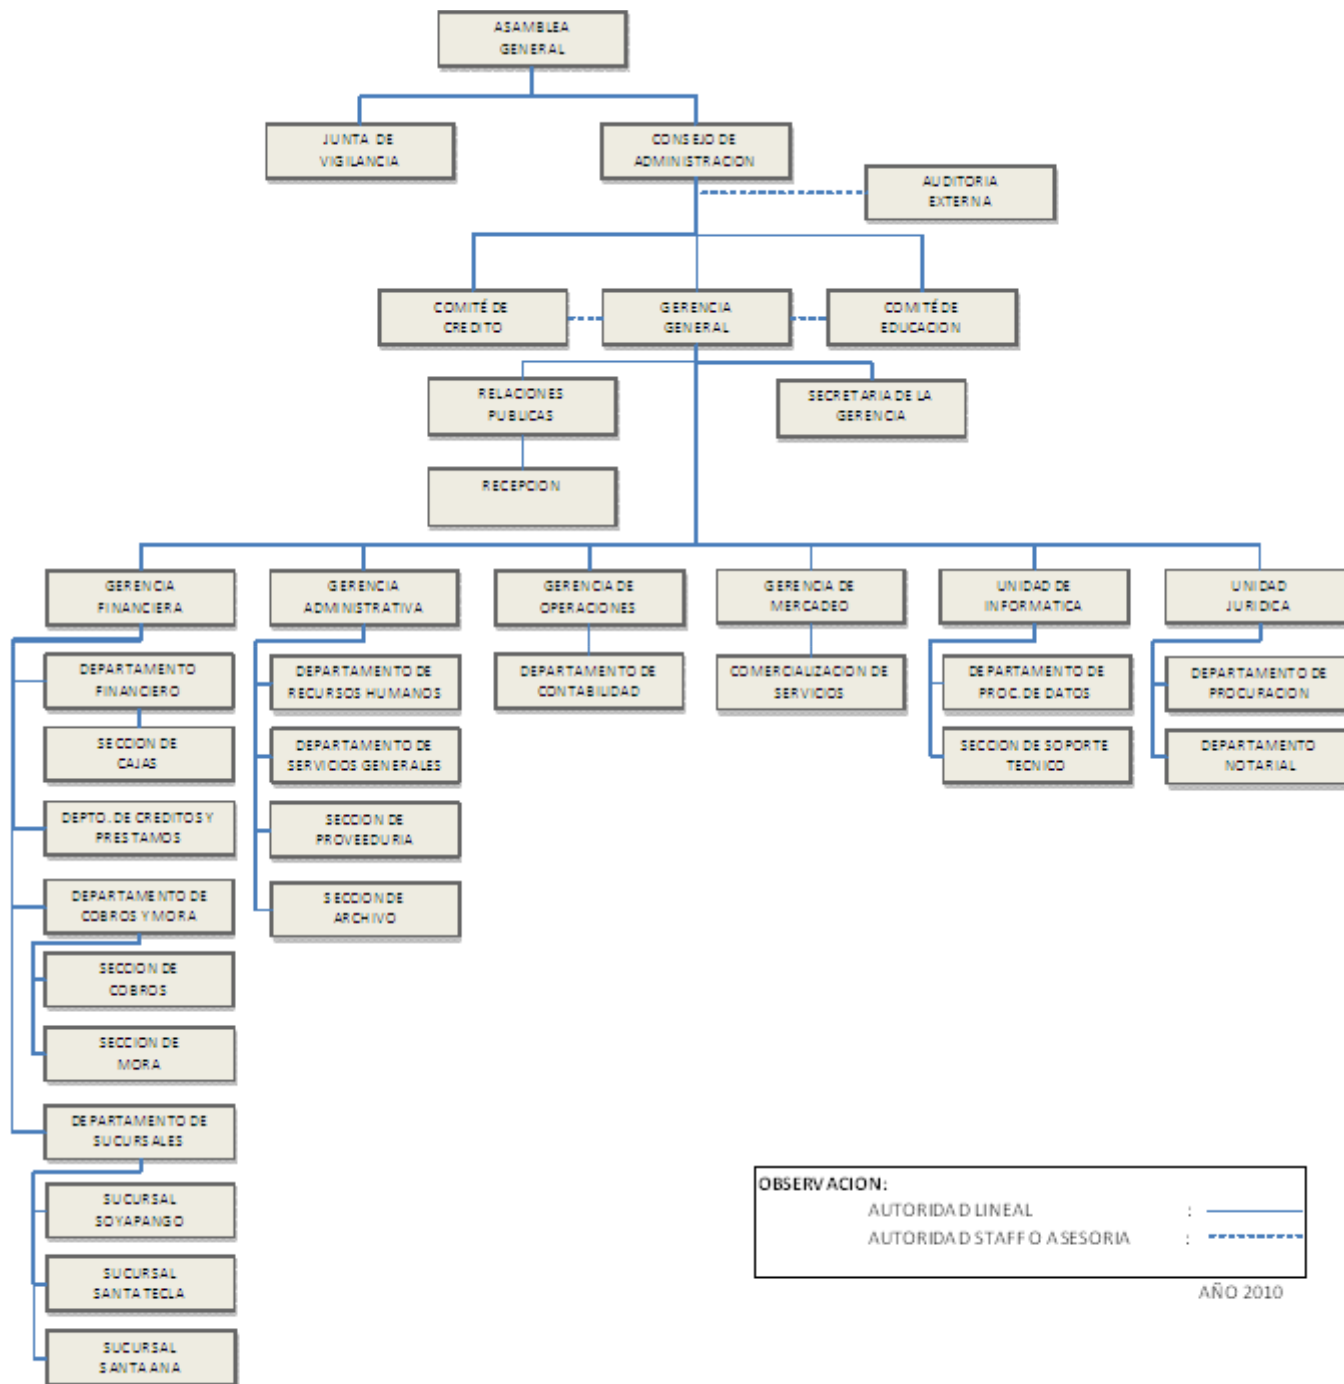 ASAMBLEA
GENERAL
JUNTA DE
VIGILANCIA
CONSEJO DE
ADMINISTRACION
AUDITORIA
EXTERNA
COMITÉ DE
CREDITO
GERENCIA
GENERAL
COMITÉ DE
EDUCACION
RELACIONES
PUBLICAS
SECRETARIA DE LA
GERENCIA
RECEPCION
GERENCIA
FINANCIERA
GERENCIA
ADMINISTRATIVA
GERENCIA DE
OPERACIONES
GERENCIA DE
MERCADEO
UNIDAD DE
INFORMATICA
UNIDAD
JURIDICA
DEPARTAMENTO
FINANCIERO
DEPARTAMENTO DE
RECURSOS HUMANOS
DEPARTAMENTO DE
CONTABILIDAD
COMERCIALIZACION DE
SERVICIOS
DEPARTAMENTO DE
PROC. DE DATOS
DEPARTAMENTO DE
PROCURACION
SECCION DE
CAJAS
DEPARTAMENTO DE
SERVICIOS GENERALES
SECCION DE SOPORTE
TECNICO
DEPARTAMENTO
NOTARIAL
DEPTO. DE CREDITOS Y
PRESTAMOS
SECCION DE
PROVEEDURIA
DEPARTAMENTO DE
COBROS Y MORA
SECCION DE
ARCHIVO
SECCION DE
COBROS
SECCION DE
MORA
DEPARTAMENTO DE
SUCURSALES
SUCURSAL
SOYAPANGO
SUCURSAL
SANTA TECLA
SUCURSAL
SANTA ANA
OBSERVACION:
AUTORIDAD LINEAL :
AUTORIDAD STAFF O ASESORIA :
AÑO 2010